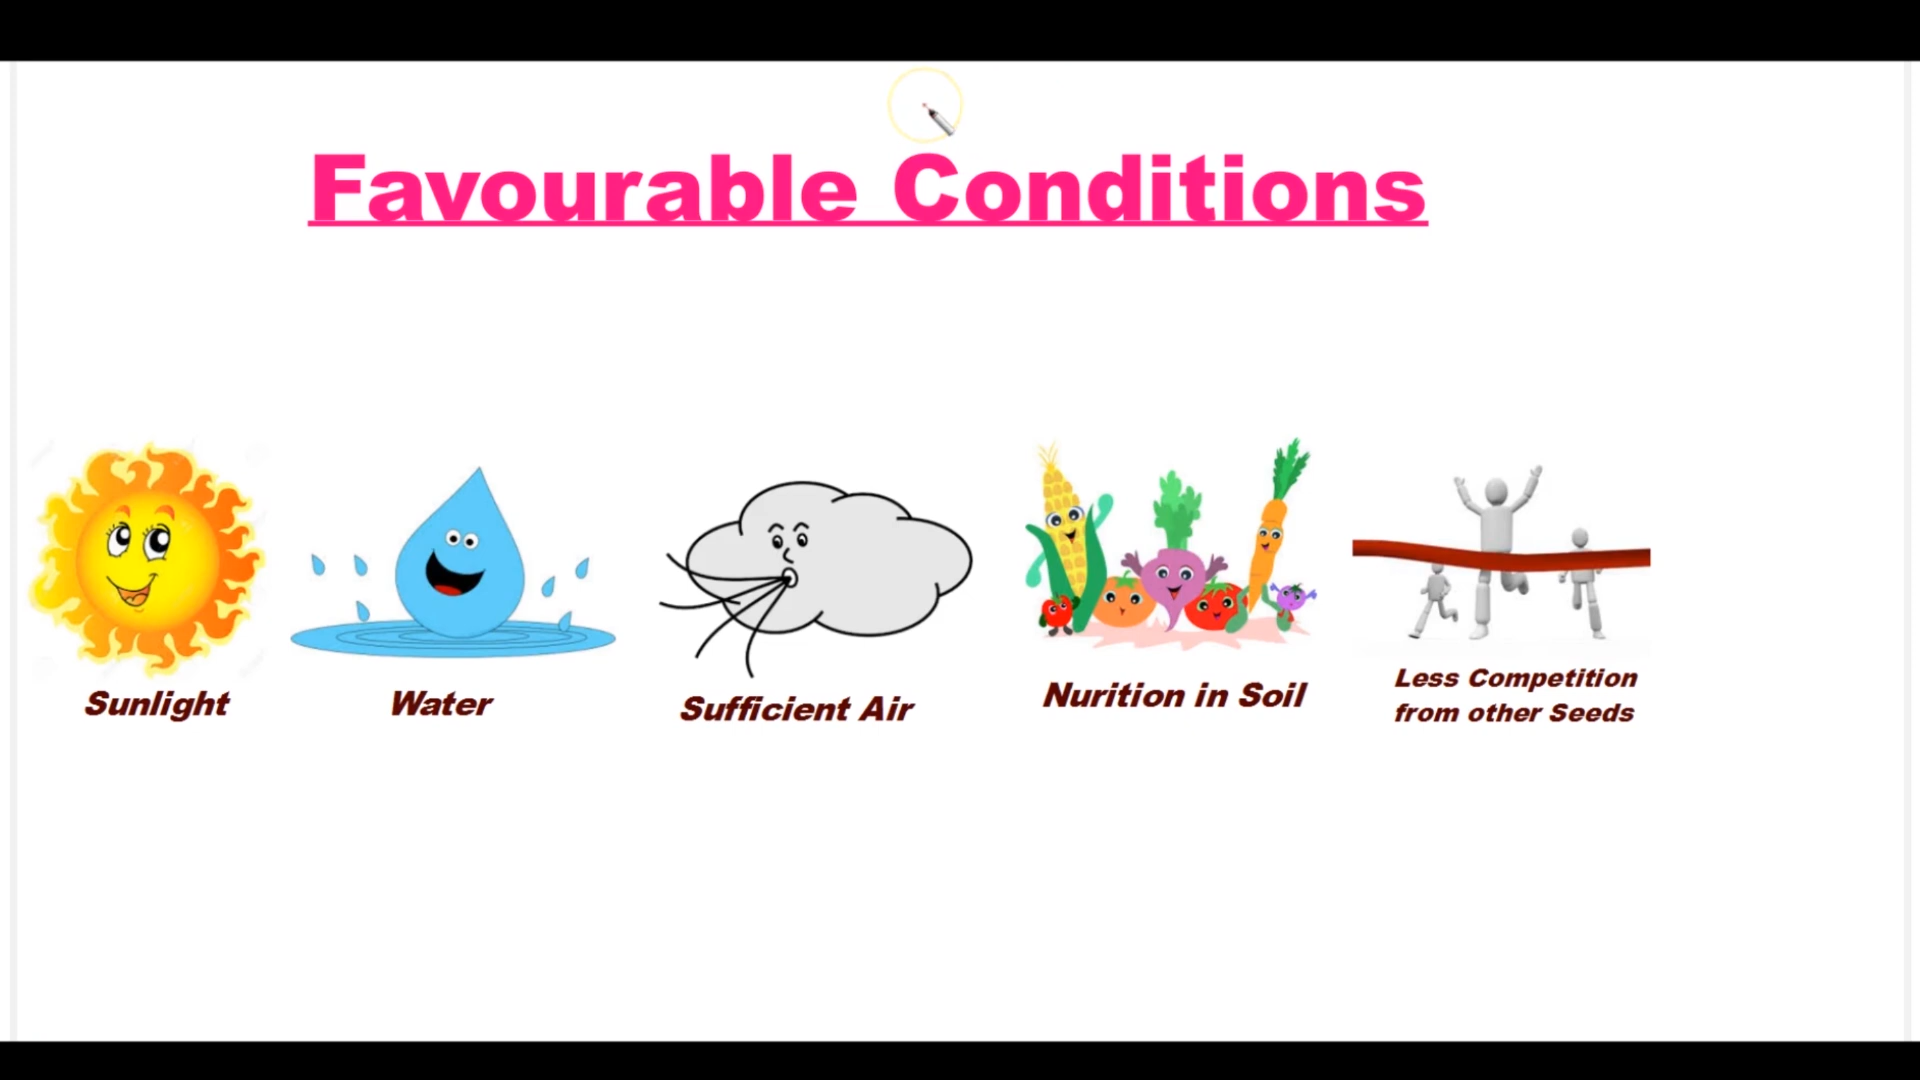 Favourable Conditions
Sunlight
Water
Sufficient Air
Nurition in Soil
Less Competition
from other Seeds